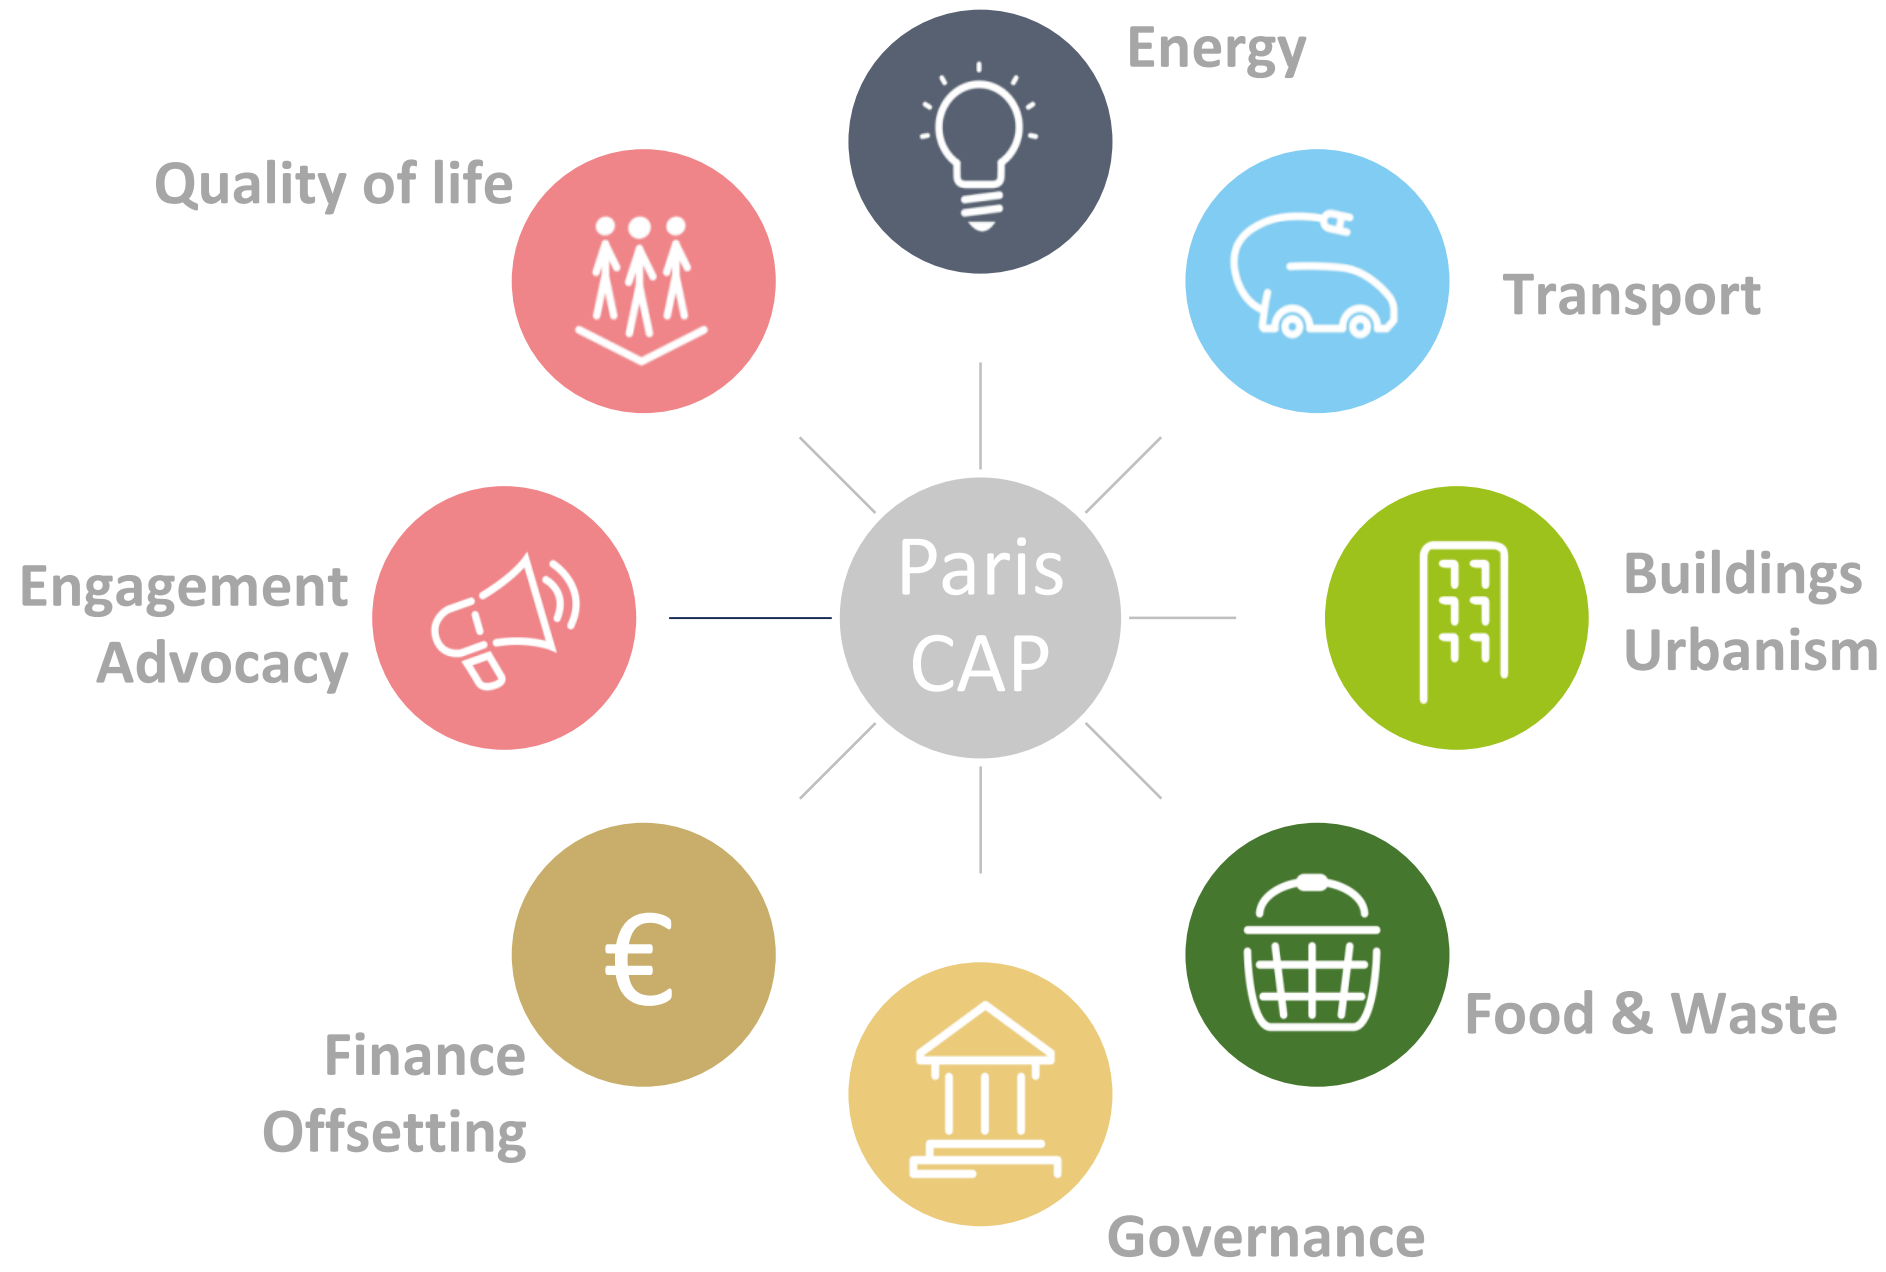 Energy
Quality of life
Transport
Paris
CAP
Engagement
Advocacy
Buildings
Urbanism
€
Food & Waste
Finance
Offsetting
Governance